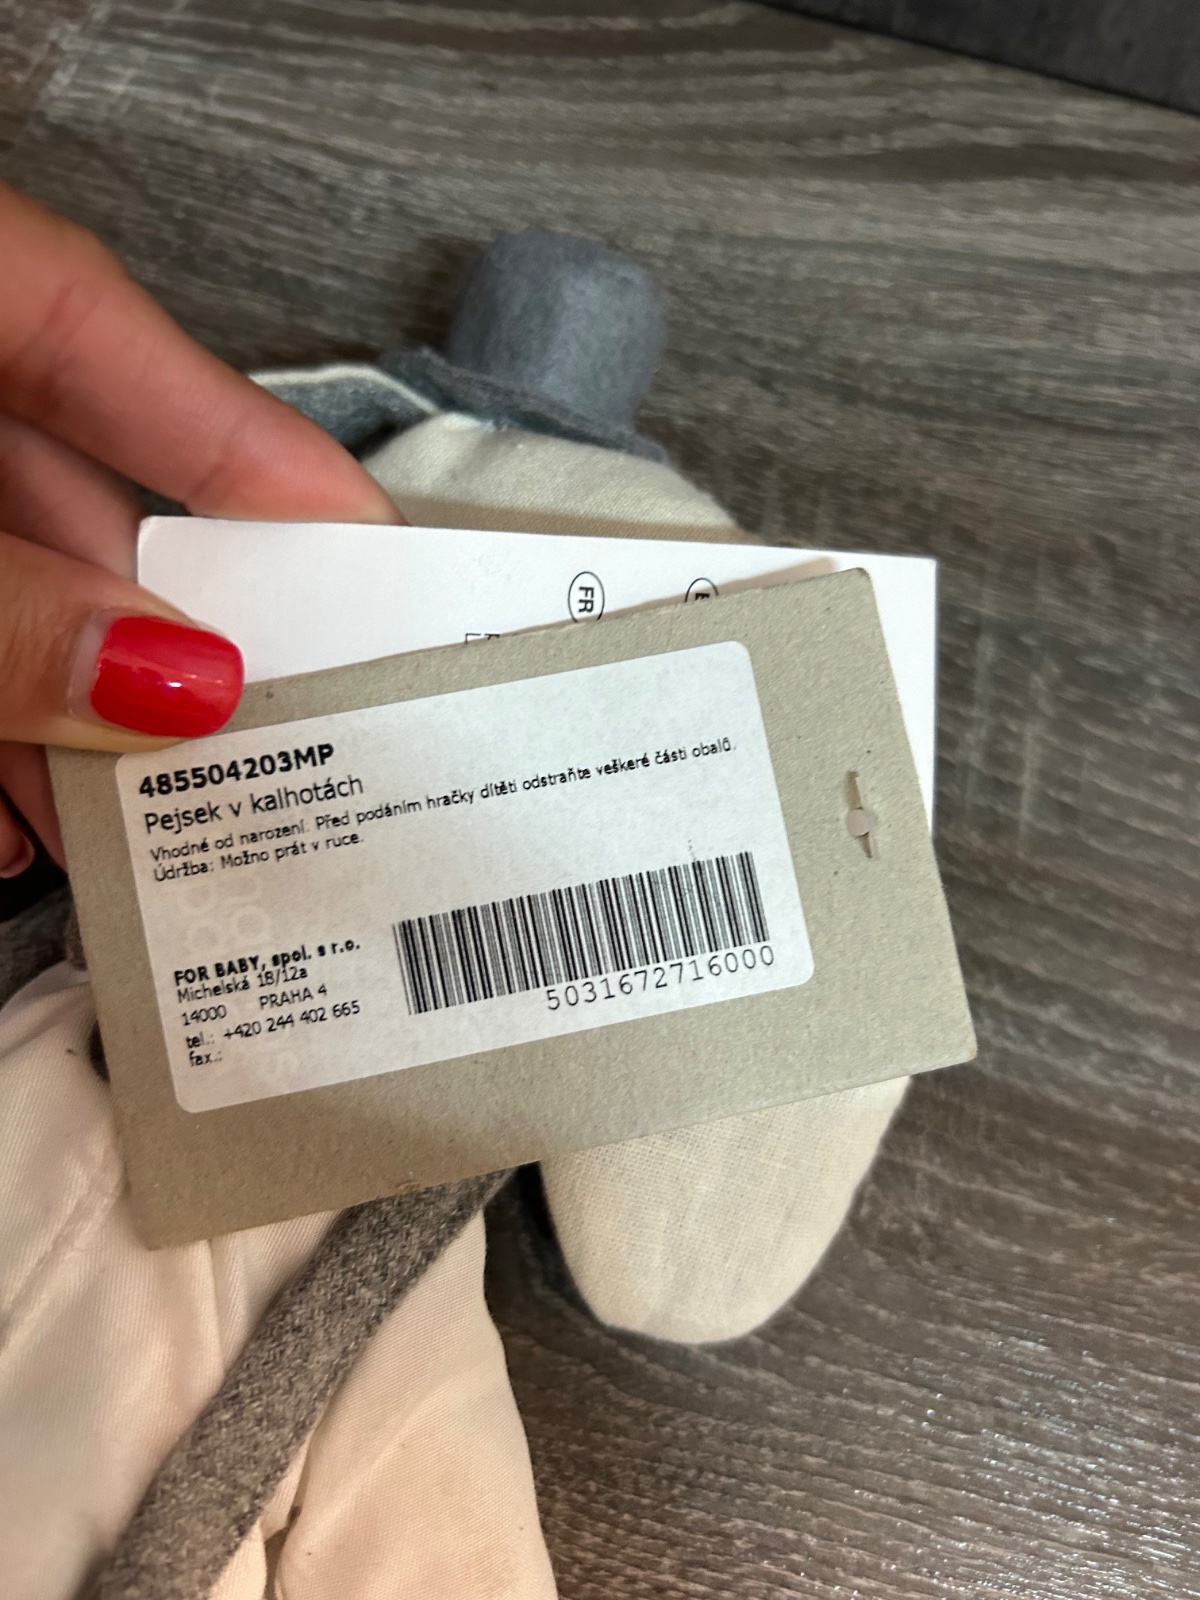 FR
485504203MP
Pejsek v kalhotách
Vhodné od narození. Před podáním hračky dítěti odstraňte veškeré části obalů.
Údržba: Možno prát v ruce.
FOR BABY, spol. s r.o.
Michelská 18/12a
14000 PRAHA 4
tel.: +420 244 402 665
fax.:
5031672716000